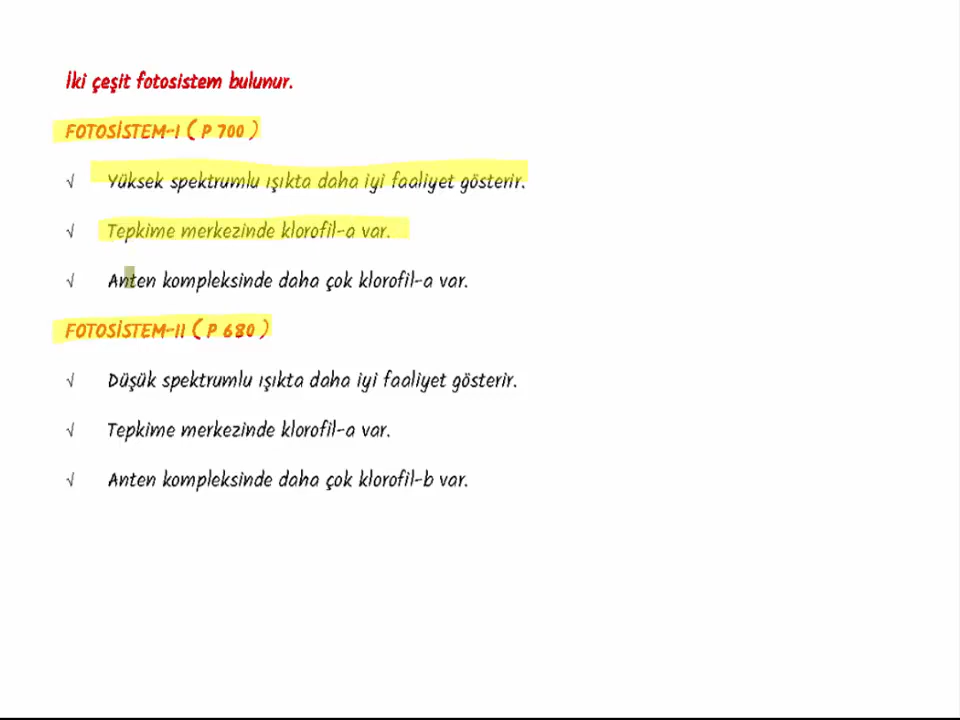 İki çeşit fotosistem bulunur.
FOTOSİSTEM-I ( P 700 )
√ Yüksek spektrumlu ışıkta daha iyi faaliyet gösterir.
√ Tepkime merkezinde klorofil-a var.
√ Anten kompleksinde daha çok klorofil-a var.
FOTOSİSTEM-II ( P 680 )
√ Düşük spektrumlu ışıkta daha iyi faaliyet gösterir.
√ Tepkime merkezinde klorofil-a var.
√ Anten kompleksinde daha çok klorofil-b var.